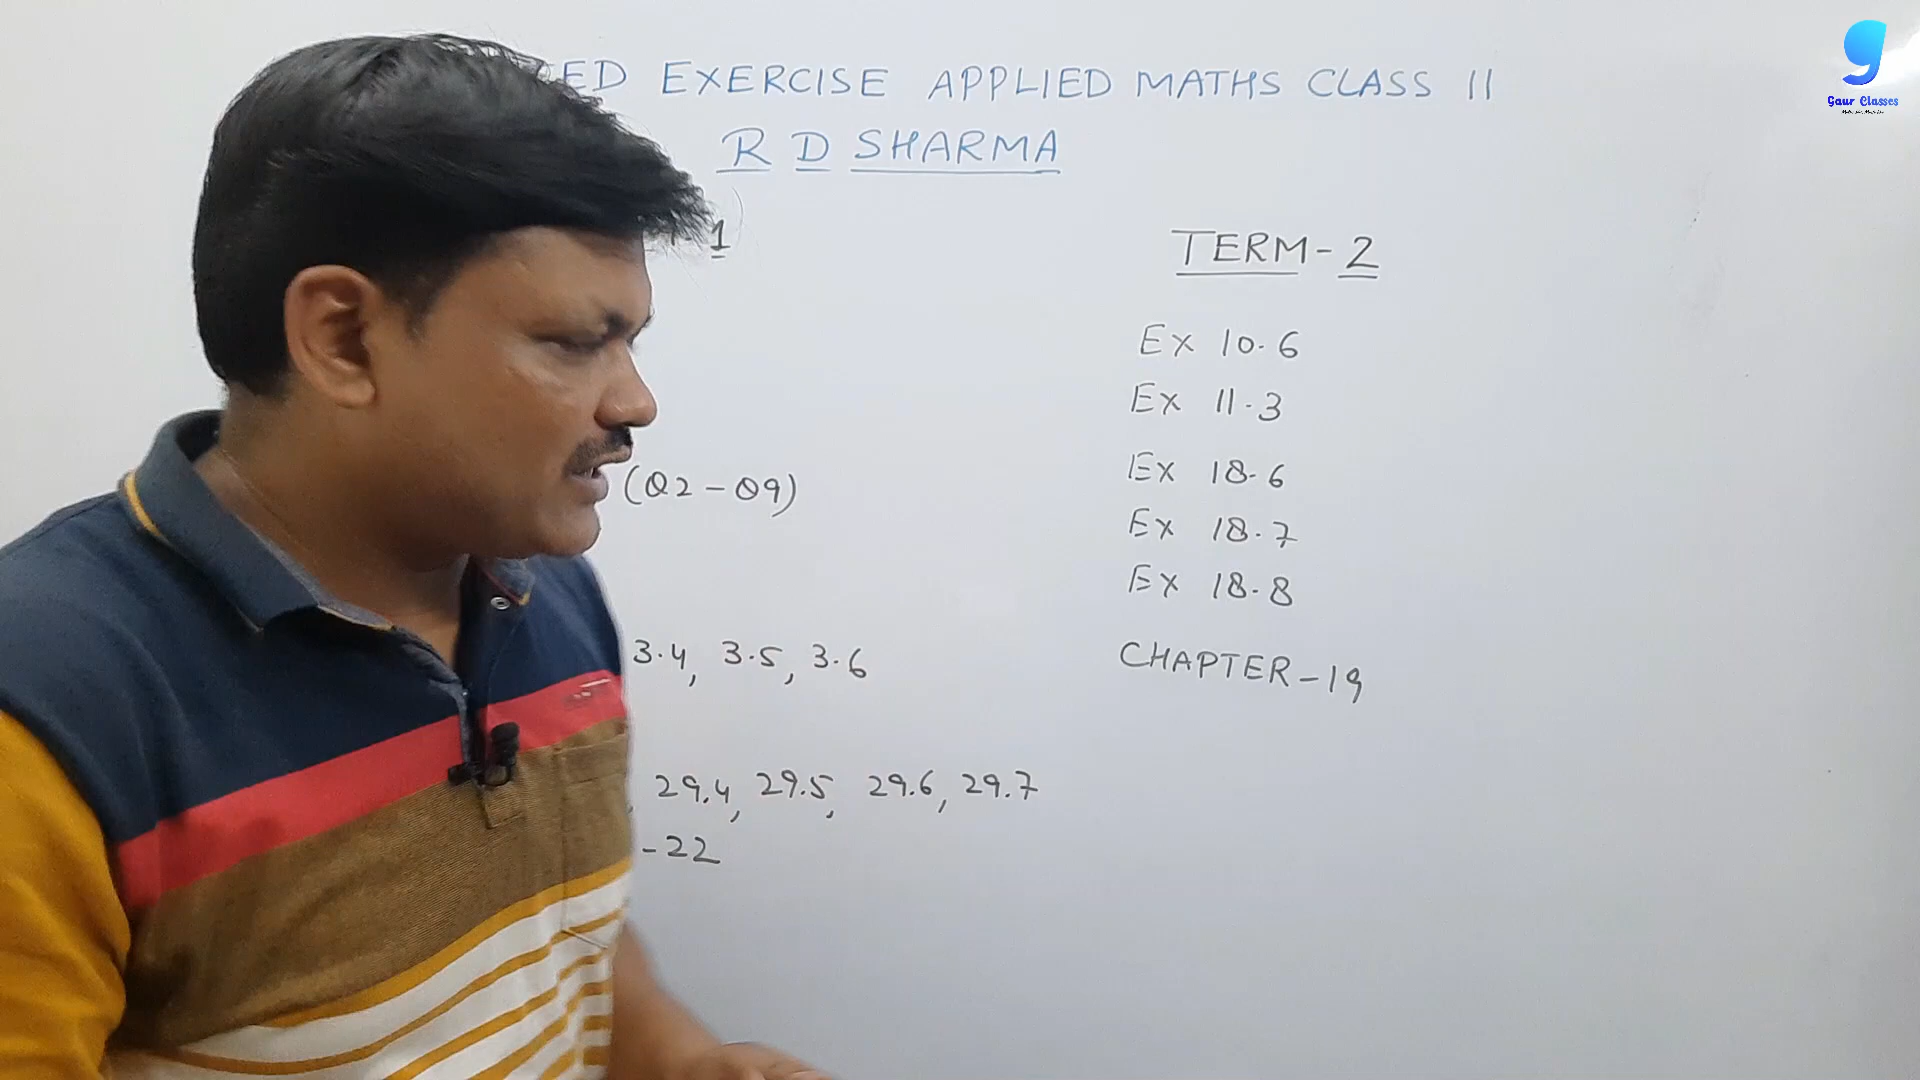 EXERCISE APPLIED MATHS CLASS 11
R D SHARMA
1
(Q2-Q9)
3.4, 3.5, 3.6
29.4, 29.5, 29.6, 29.7
-22
TERM-2
Ex 10.6
Ex 11.3
Ex 18.6
Ex 18.7
Ex 18.8
CHAPTER-19
Gaur Classes